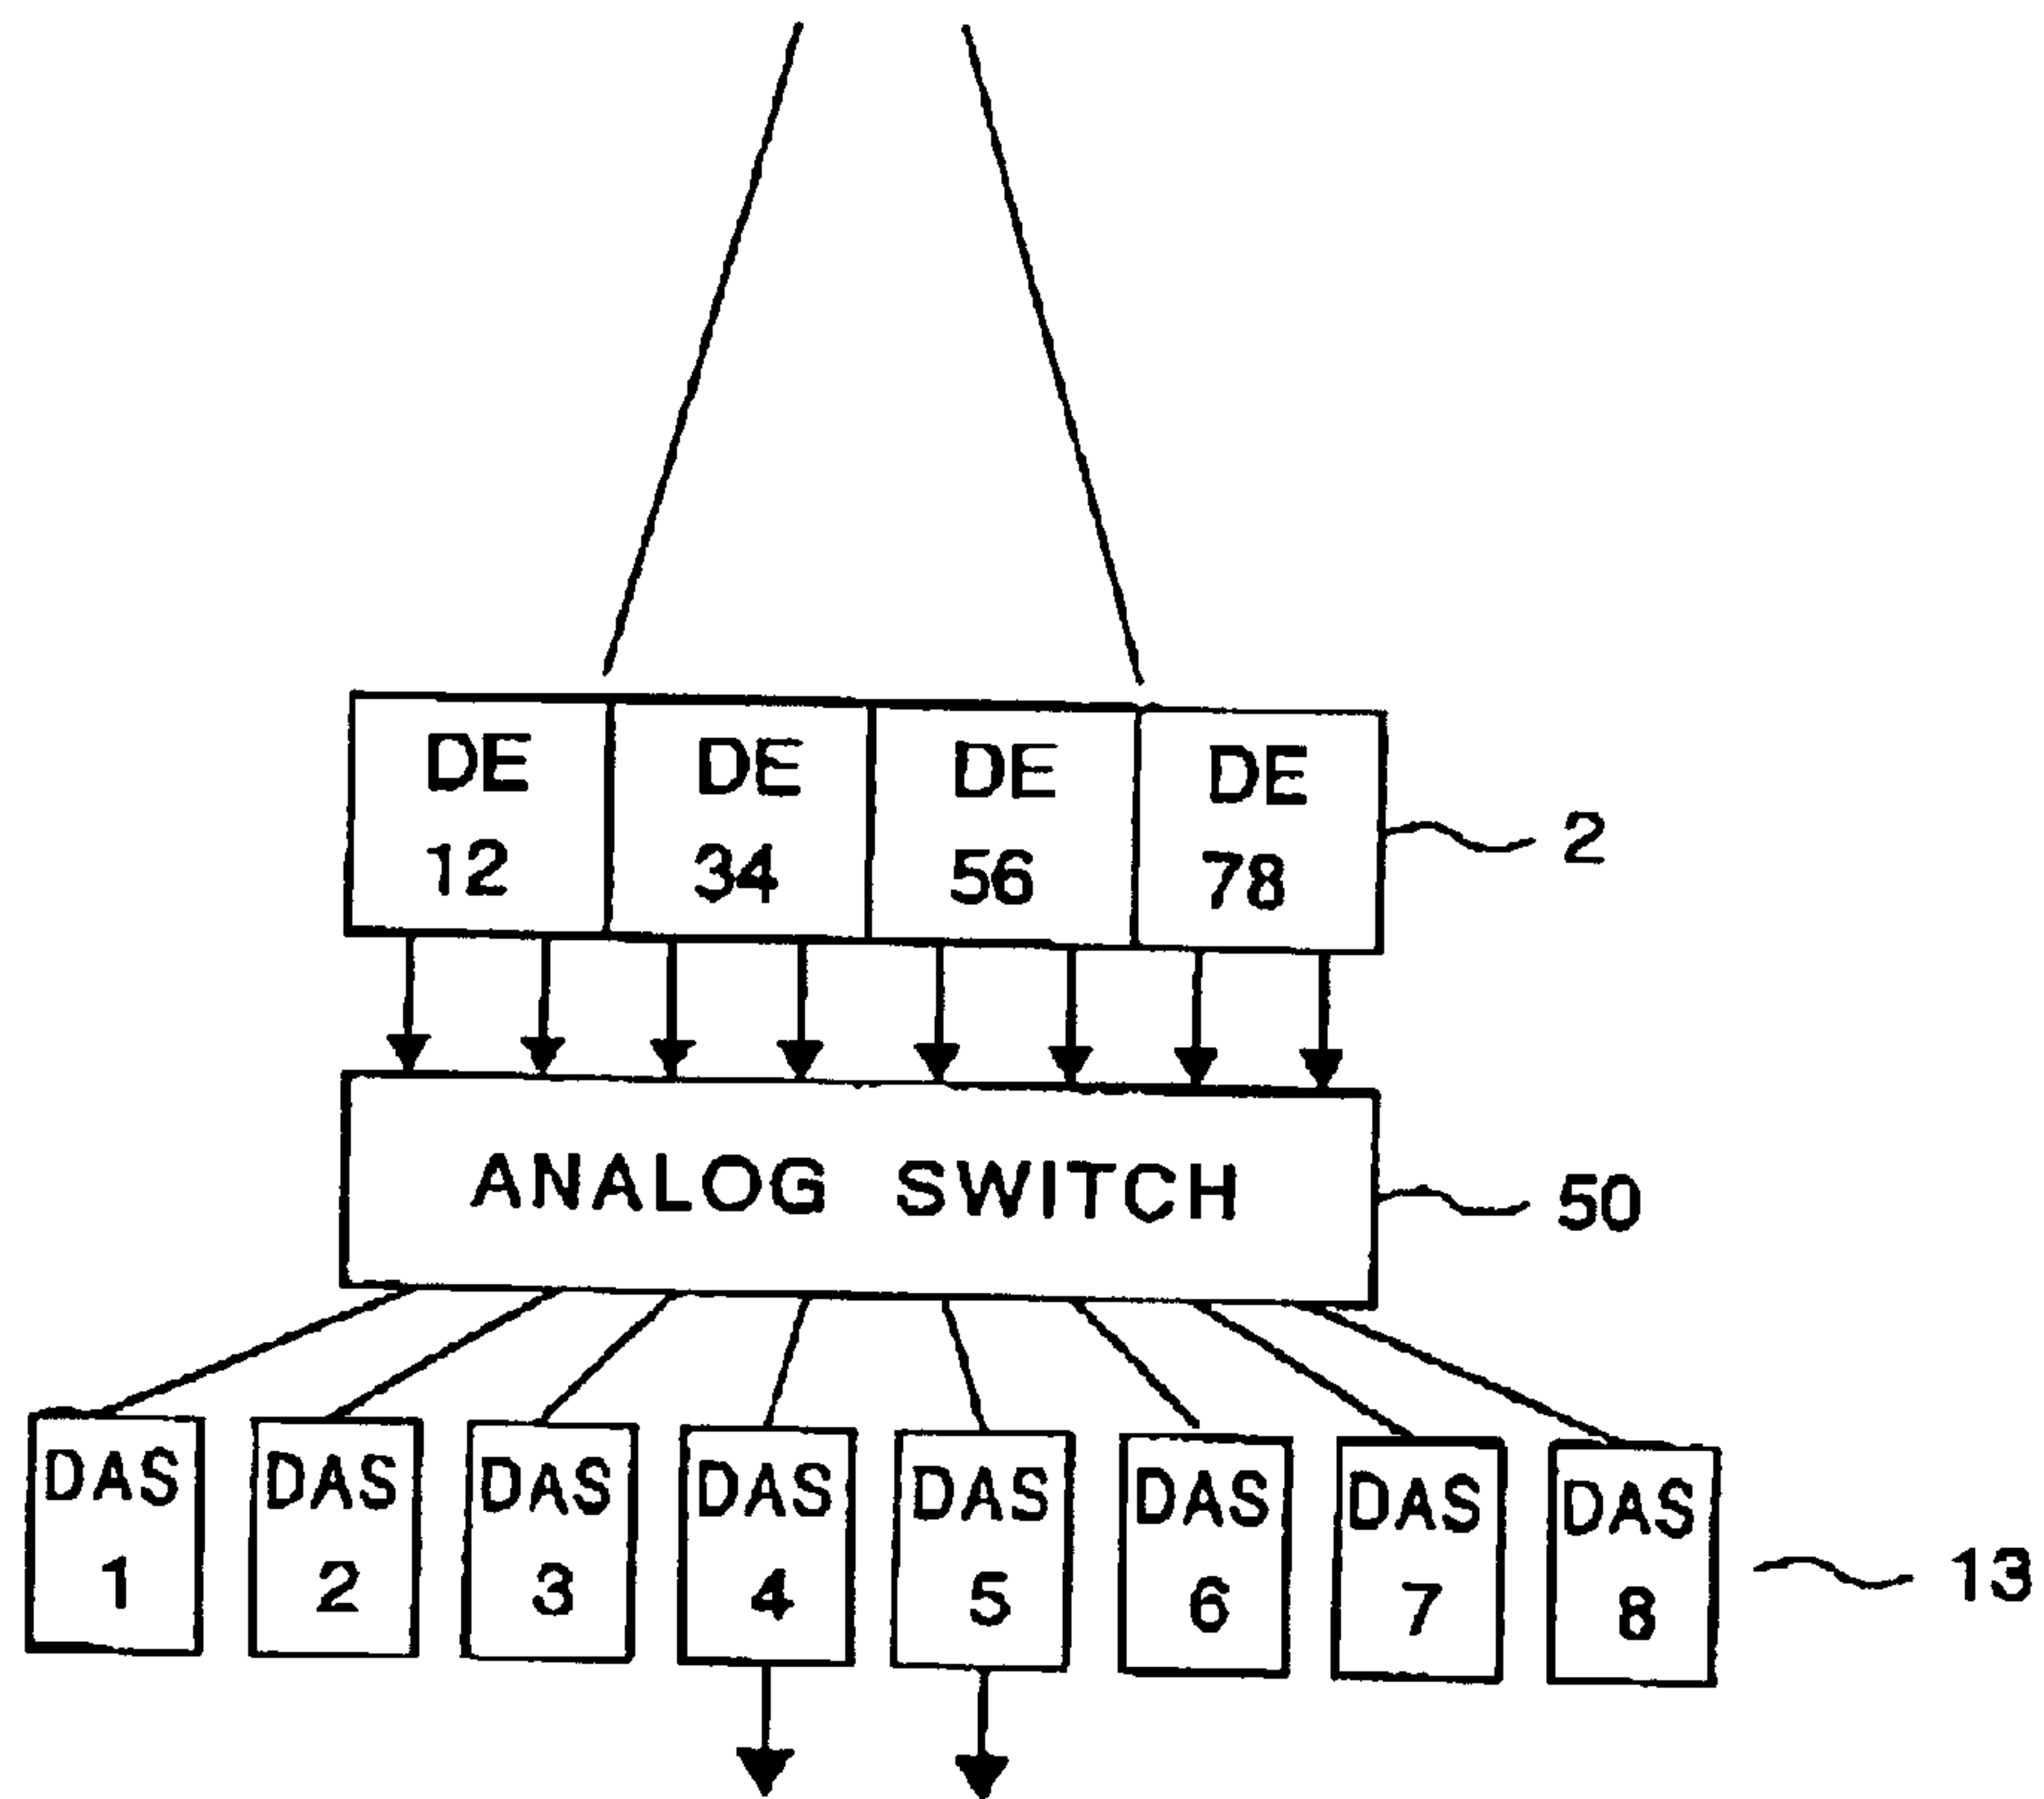 DE DE DE DE
12 34 56 78
2
ANALOG SWITCH
50
DAS DAS DAS DAS DAS DAS DAS DAS
1 2 3 4 5 6 7 8
13